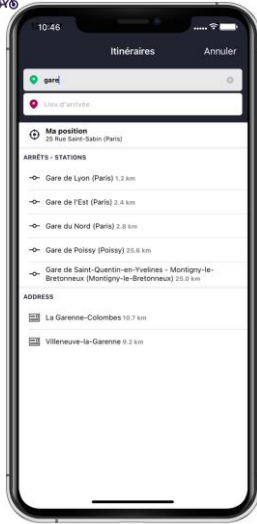 10:46
Itinéraires
Annuler
gare
Lieu d'arrivée
Ma position
25 Rue Saint-Sabin (Paris)
ARRÊTS - STATIONS
Gare de Lyon (Paris) 1.2 km
Gare de l'Est (Paris) 2.4 km
Gare du Nord (Paris) 2.8 km
Gare de Poissy (Poissy) 25.6 km
Gare de Saint-Quentin-en-Yvelines - Montigny-le-
Bretonneux (Montigny-le-Bretonneux) 25.0 km
ADDRESS
La Garenne-Colombes 10.7 km
Villeneuve-la-Garenne 9.2 km